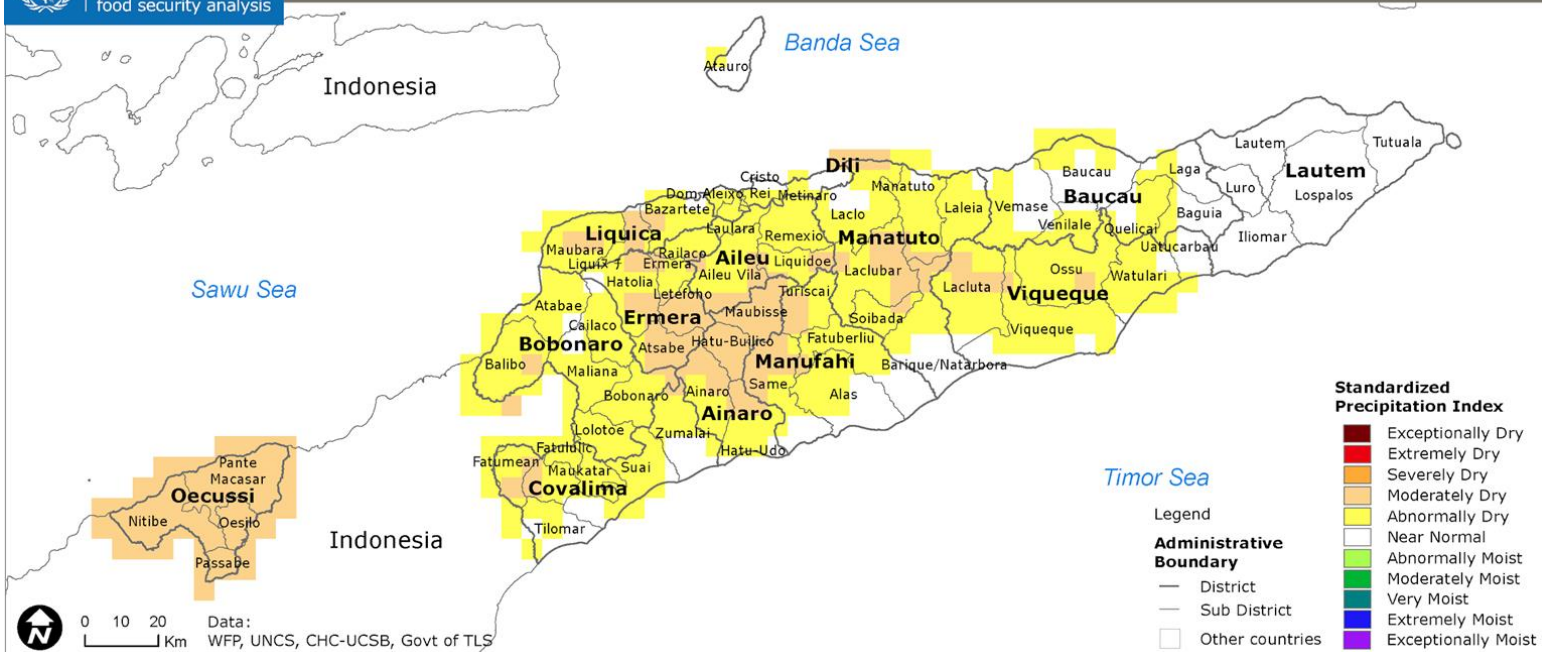 food security analysis
Banda Sea
Indonesia
Atauro
Lautem
Tutuala
Dili
Cristo
Baucau
Laga
Lautem
Manatuto
Dom Aleixo Rei Metinaro
Luro
Lospalos
Bazartete
Laclo
Laleia
Vemase
Baucau
Baguia
Liquica
Laulara
Remexio
Manatuto
Venilale
Quelicai
Iliomar
Maubara
Railaco
Aileu
Uatucarbau
Ermera
Liquidoe
Laclubar
Ossu
Watulari
Hatolia
Aileu Vila
Sawu Sea
Letefoho
Turiscai
Lacluta
Viqueque
Atabae
Maubisse
Cailaco
Ermera
Soibada
Viqueque
Bobonaro
Atsabe
Hatu-Builico
Fatuberliu
Balibo
Maliana
Manufahi
Barique/Natarbora
Bobonaro
Ainaro
Same
Alas
Ainaro
Lolotoe
Zumalai
Fatululic
Hatu-Udo
Fatumean
Maukatar
Suai
Covalima
Tilomar
Timor Sea
Pante
Macasar
Oecussi
Nitibe
Oesilo
Passabe
Indonesia
Standardized
Precipitation Index
Exceptionally Dry
Extremely Dry
Severely Dry
Moderately Dry
Abnormally Dry
Near Normal
Abnormally Moist
Moderately Moist
Very Moist
Extremely Moist
Exceptionally Moist
Legend
Administrative
Boundary
District
Sub District
Other countries
N
0 10 20
Km
Data:
WFP, UNCS, CHC-UCSB, Govt of TLS